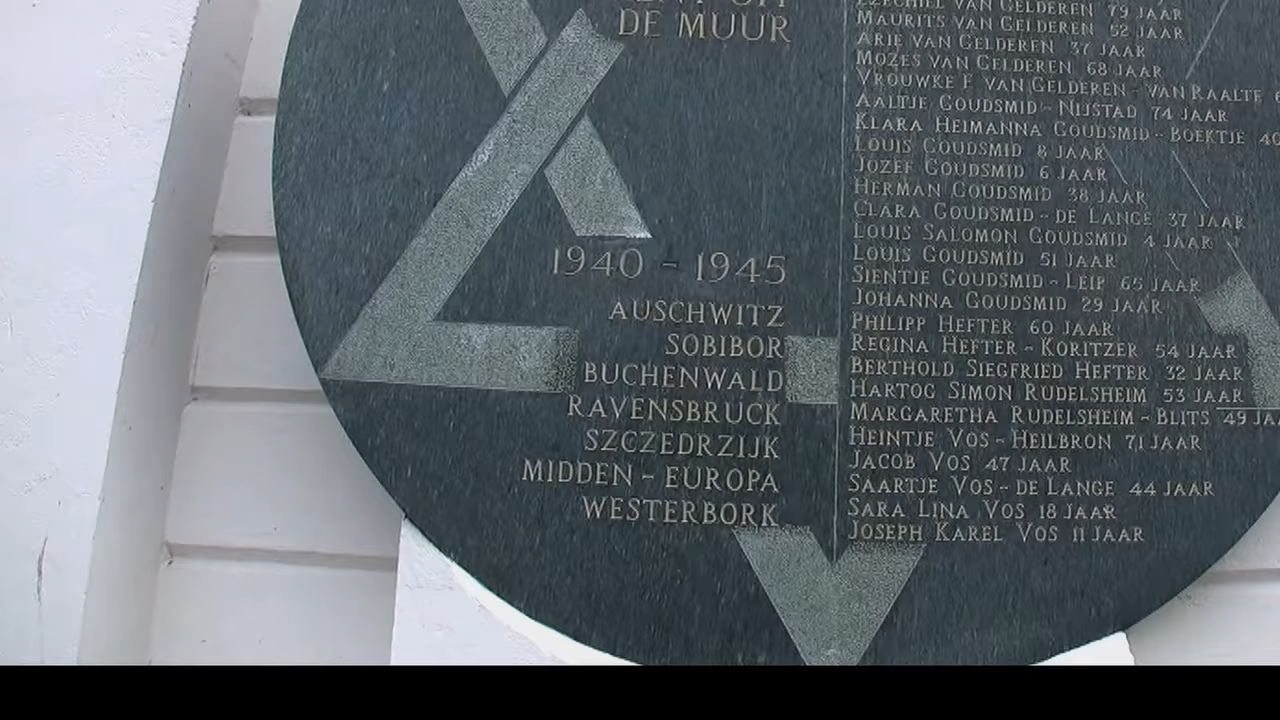 DE MUUR
1940 - 1945
AUSCHWITZ
SOBIBOR
BUCHENWALD
RAVENSBRUCK
SZCZEDRZIJK
MIDDEN - EUROPA
WESTERBORK
EZECHIEL VAN GELDEREN 79 JAAR
MAURITS VAN GELDEREN 52 JAAR
ARIE VAN GELDEREN 37 JAAR
MOZES VAN GELDEREN 68 JAAR
VROUWKE F VAN GELDEREN - VAN RAALTE
AALTJE GOUDSMID - NIJSTAD 74 JAAR
KLARA HEIMANNA GOUDSMID - BOEKTJE 40
LOUIS GOUDSMID 8 JAAR
JOZEF GOUDSMID 6 JAAR
HERMAN GOUDSMID 38 JAAR
CLARA GOUDSMID - DE LANGE 37 JAAR
LOUIS SALOMON GOUDSMID 4 JAAR
LOUIS GOUDSMID 51 JAAR
SIENTJE GOUDSMID - LEIP 65 JAAR
JOHANNA GOUDSMID 29 JAAR
PHILIPP HEFTER 60 JAAR
REGINA HEFTER - KORITZER 54 JAAR
BERTHOLD SIEGFRIED HEFTER 32 JAAR
HARTOG SIMON RUDELSHEIM 53 JAAR
MARGARETHA RUDELSHEIM - BLITS 49 JAA
HEINTJE VOS - HEILBRON 71 JAAR
JACOB VOS 47 JAAR
SAARTJE VOS - DE LANGE 44 JAAR
SARA LINA VOS 18 JAAR
JOSEPH KAREL VOS 11 JAAR